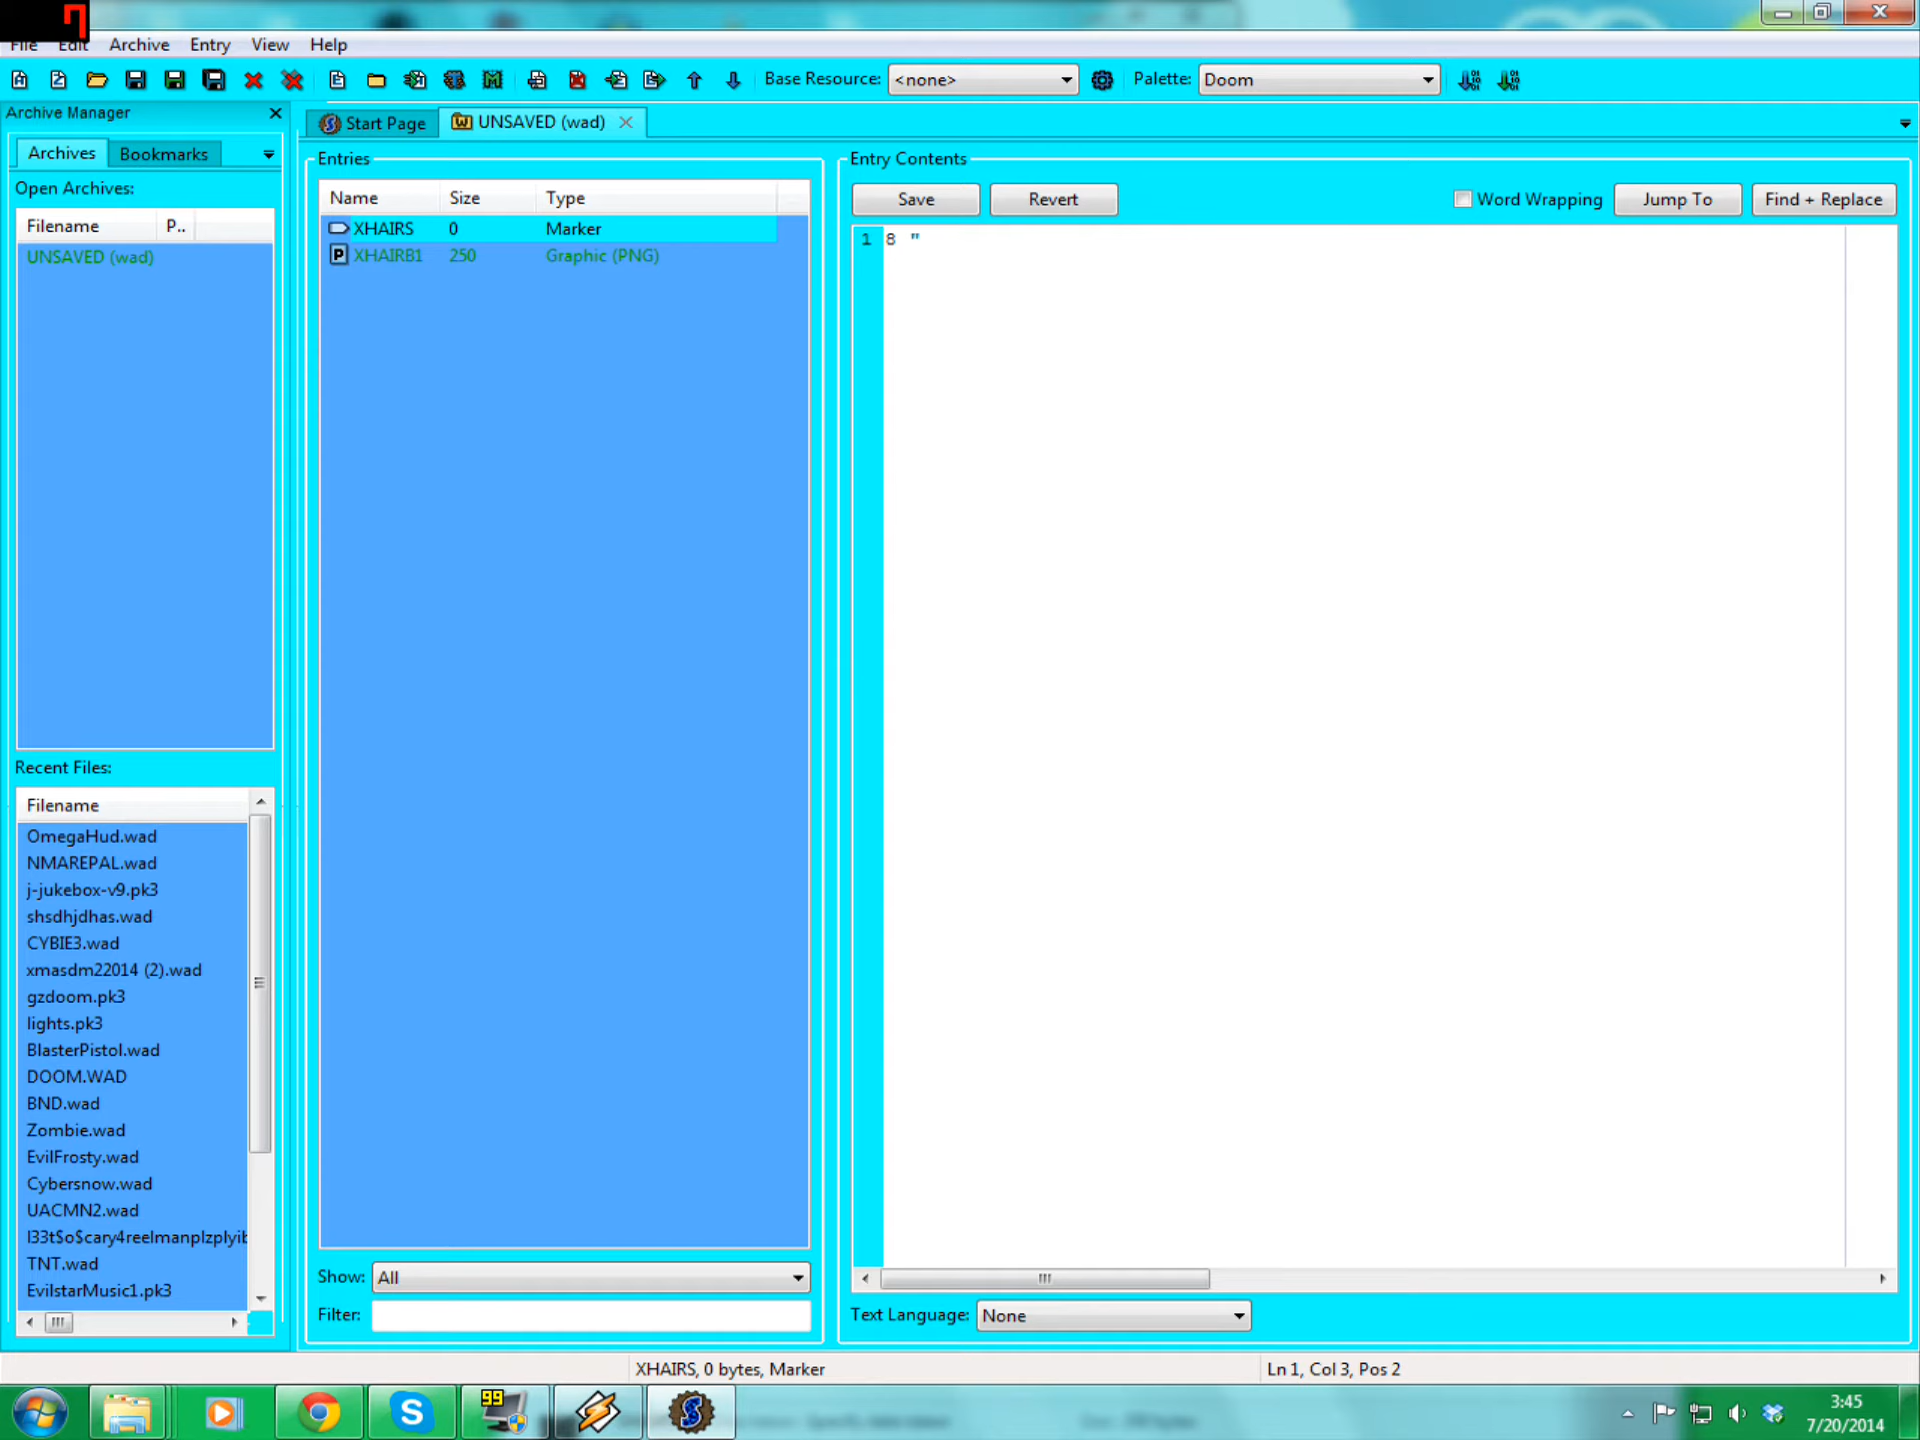 File Edit Archive Entry View Help
Base Resource: <none> Palette: Doom
Archive Manager
Start Page UNSAVED (wad)
Archives Bookmarks
Entries
Entry Contents
Open Archives:
Name Size Type
Save Revert Word Wrapping Jump To Find + Replace
Filename P..
XHAIRS 0 Marker
1 8 "
UNSAVED (wad)
XHAIRB1 250 Graphic (PNG)
Recent Files:
Filename
OmegaHud.wad
NMAREPAL.wad
j-jukebox-v9.pk3
shsdhjdhas.wad
CYBIE3.wad
xmasdm22014 (2).wad
gzdoom.pk3
lights.pk3
BlasterPistol.wad
DOOM.WAD
BND.wad
Zombie.wad
EvilFrosty.wad
Cybersnow.wad
UACMN2.wad
l33t$o$cary4reelmanplzplyit
TNT.wad
EvilstarMusic1.pk3
Show: All
Filter:
Text Language: None
XHAIRS, 0 bytes, Marker
Ln 1, Col 3, Pos 2
99
3:45
7/20/2014